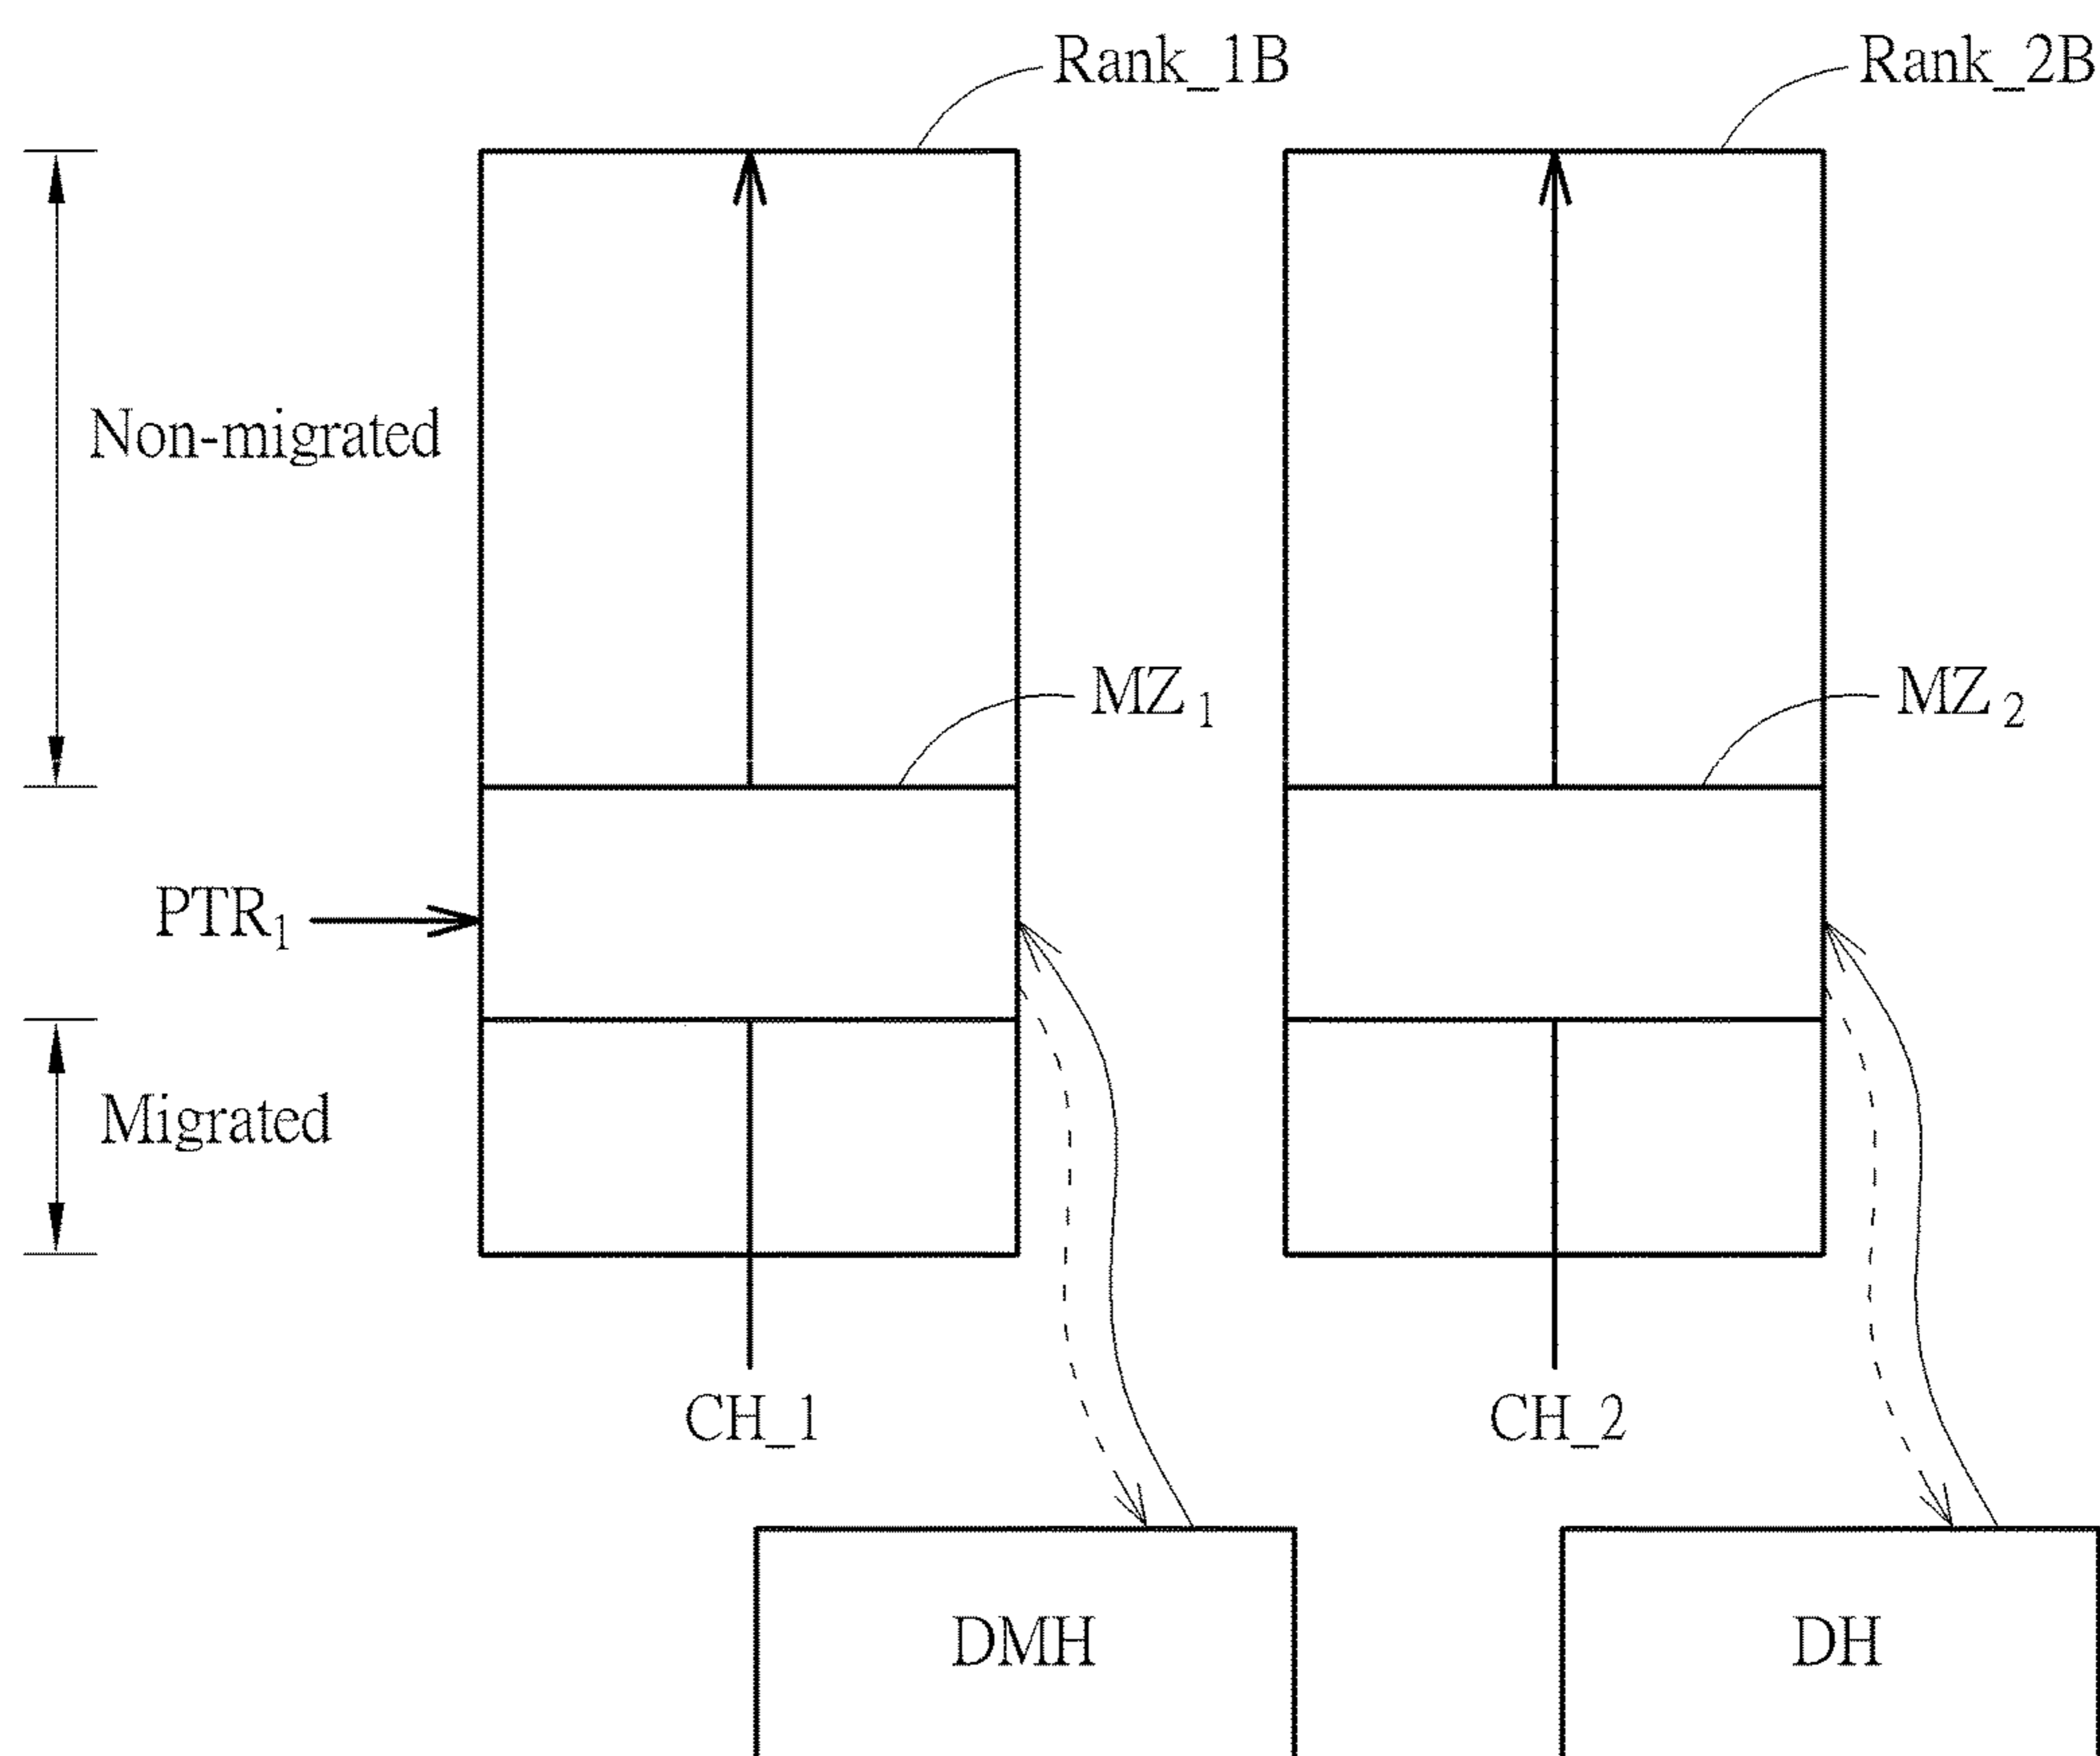 Rank_1B
Rank_2B
Non-migrated
MZ₁
MZ₂
PTR₁
Migrated
CH_1
CH_2
DMH
DH